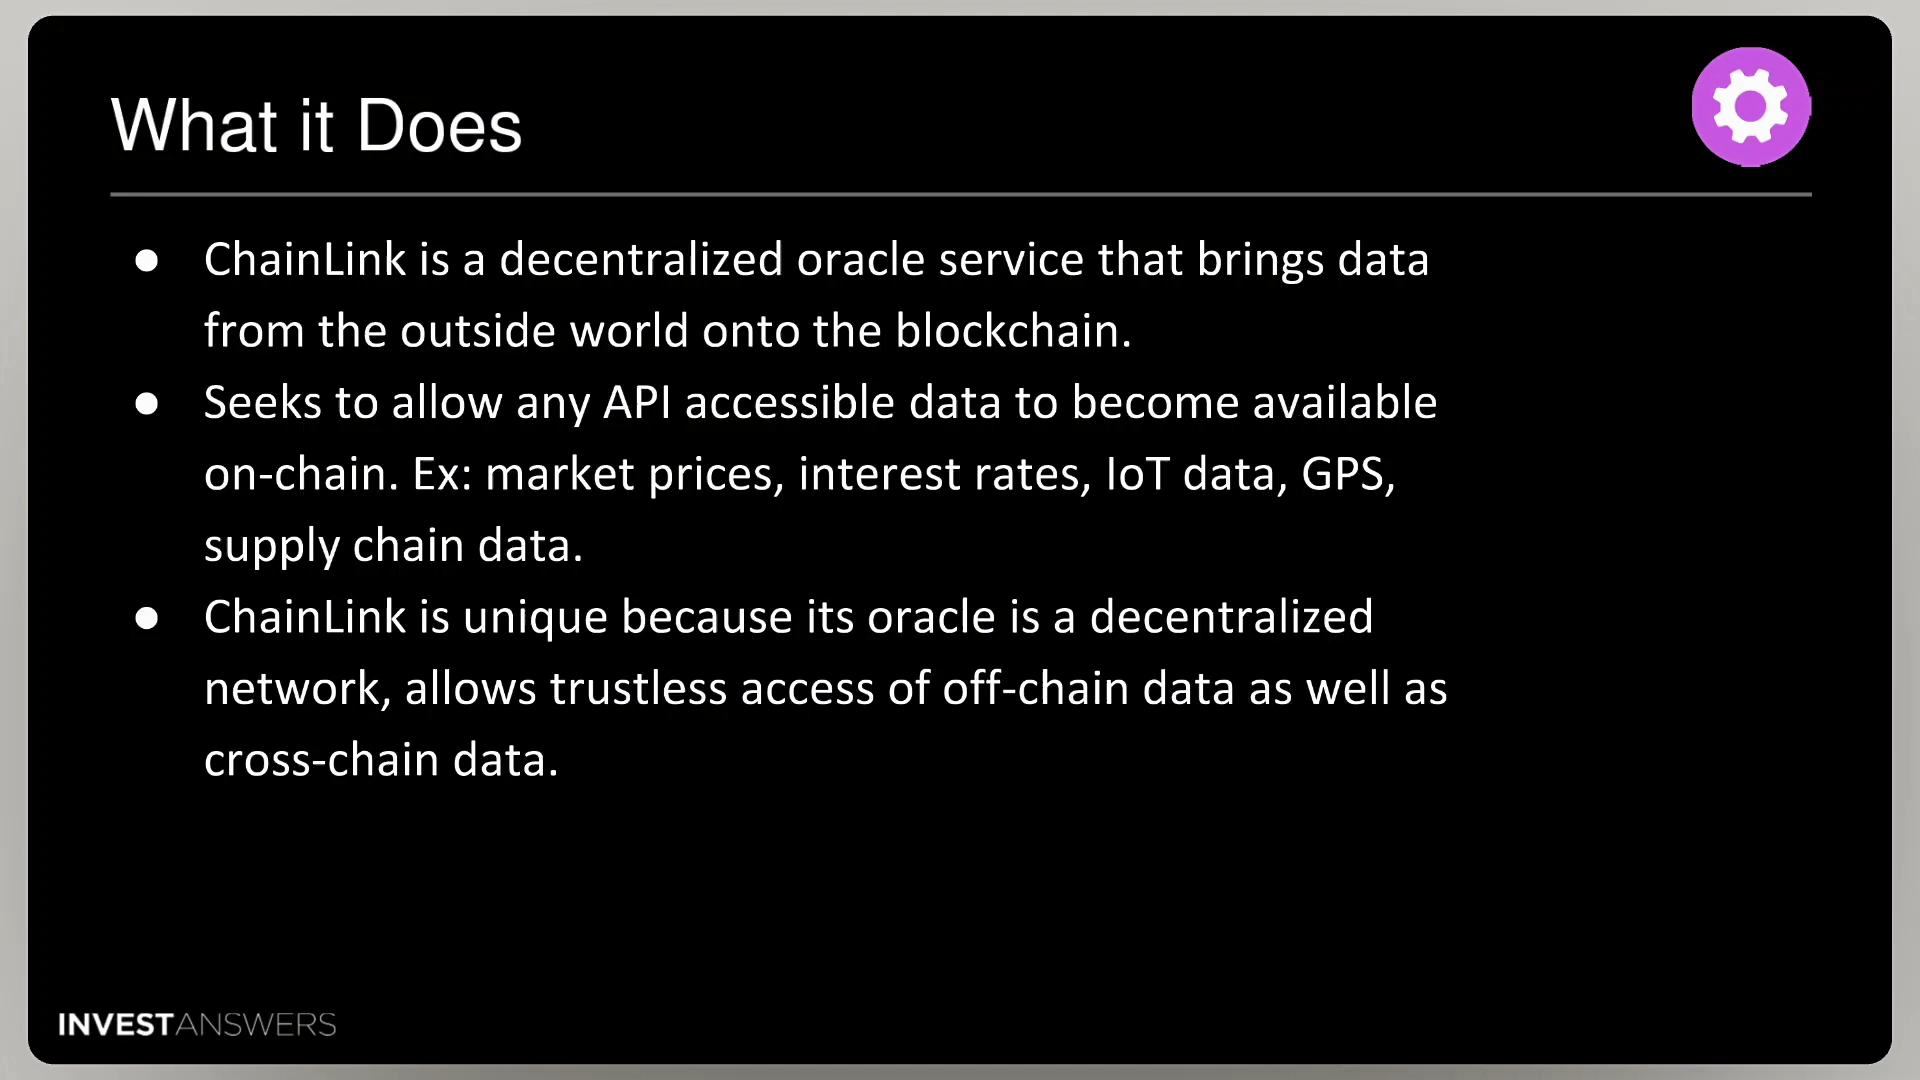 What it Does
● ChainLink is a decentralized oracle service that brings data
from the outside world onto the blockchain.
● Seeks to allow any API accessible data to become available
on-chain. Ex: market prices, interest rates, IoT data, GPS,
supply chain data.
● ChainLink is unique because its oracle is a decentralized
network, allows trustless access of off-chain data as well as
cross-chain data.
INVESTANSWERS